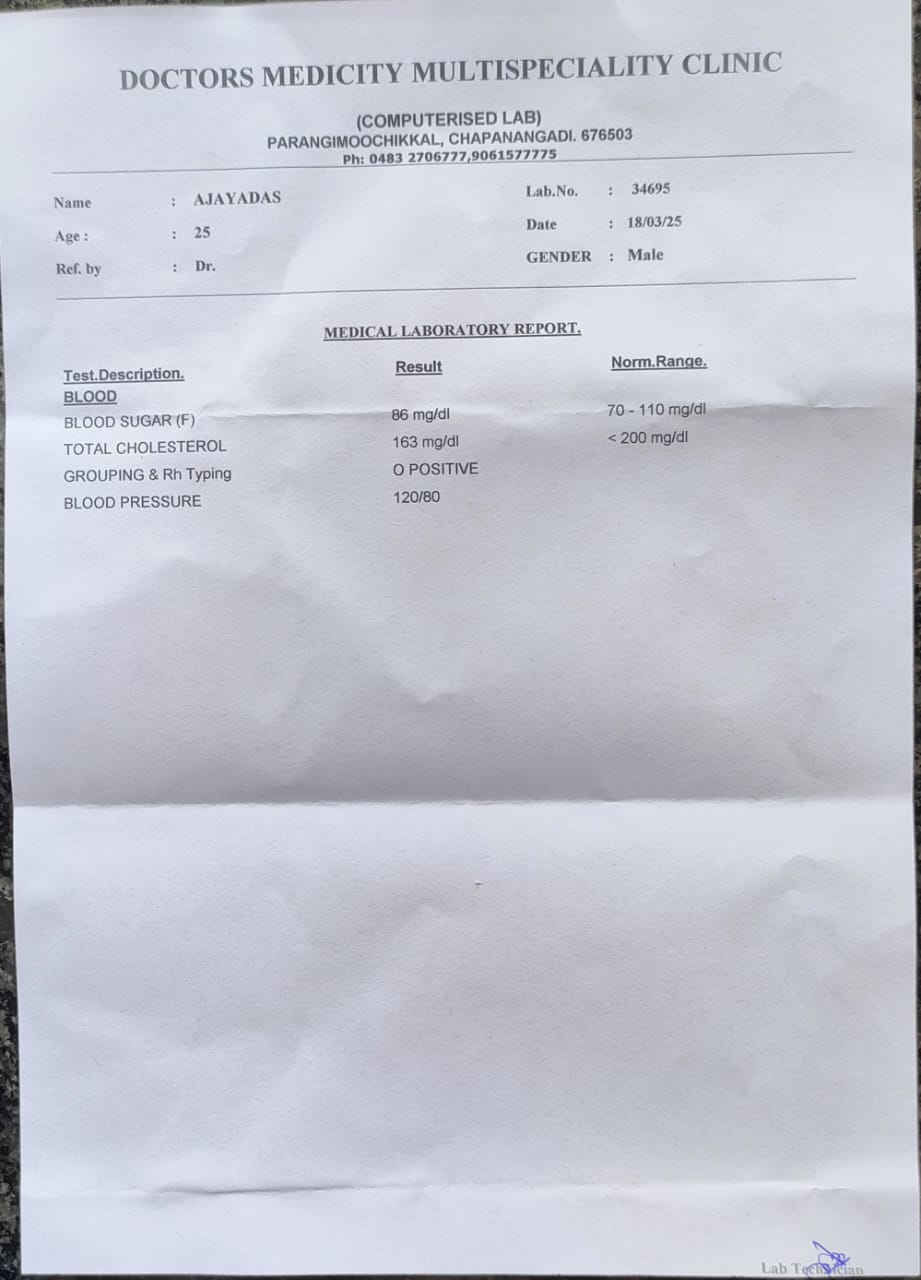 DOCTORS MEDICITY MULTISPECIALITY CLINIC
(COMPUTERISED LAB)
PARANGIMOOCHIKKAL, CHAPANANGADI. 676503
Ph: 0483 2706777,9061577775
Name : AJAYADAS Lab.No. : 34695
Age : : 25 Date : 18/03/25
Ref. by : Dr. GENDER : Male
MEDICAL LABORATORY REPORT.
Test.Description. Result Norm.Range.
BLOOD
BLOOD SUGAR (F) 86 mg/dl 70 - 110 mg/dl
TOTAL CHOLESTEROL 163 mg/dl < 200 mg/dl
GROUPING & Rh Typing O POSITIVE
BLOOD PRESSURE 120/80
Lab Technician